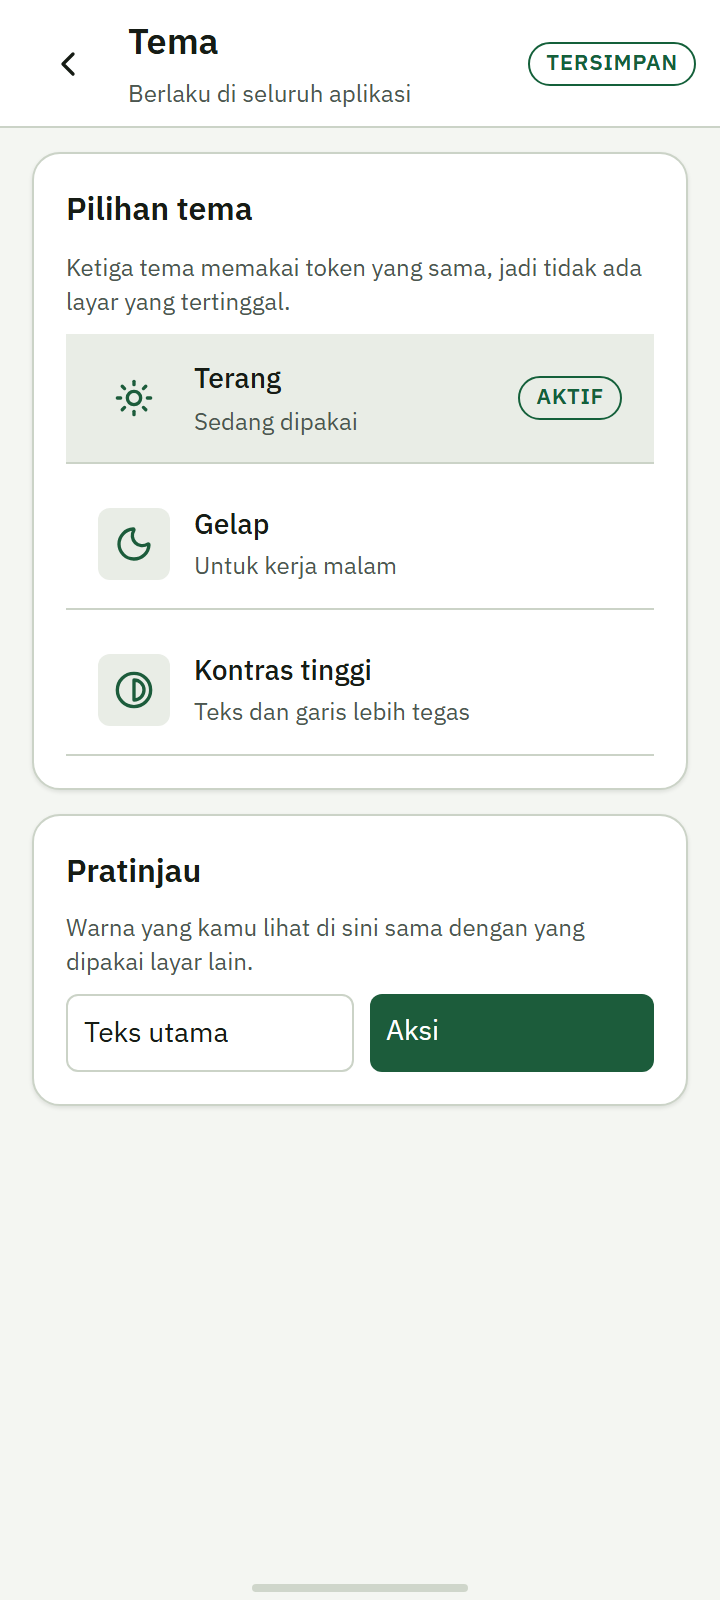 Tema
Berlaku di seluruh aplikasi
TERSIMPAN
Pilihan tema
Ketiga tema memakai token yang sama, jadi tidak ada
layar yang tertinggal.
Terang
Sedang dipakai
AKTIF
Gelap
Untuk kerja malam
Kontras tinggi
Teks dan garis lebih tegas
Pratinjau
Warna yang kamu lihat di sini sama dengan yang
dipakai layar lain.
Teks utama
Aksi